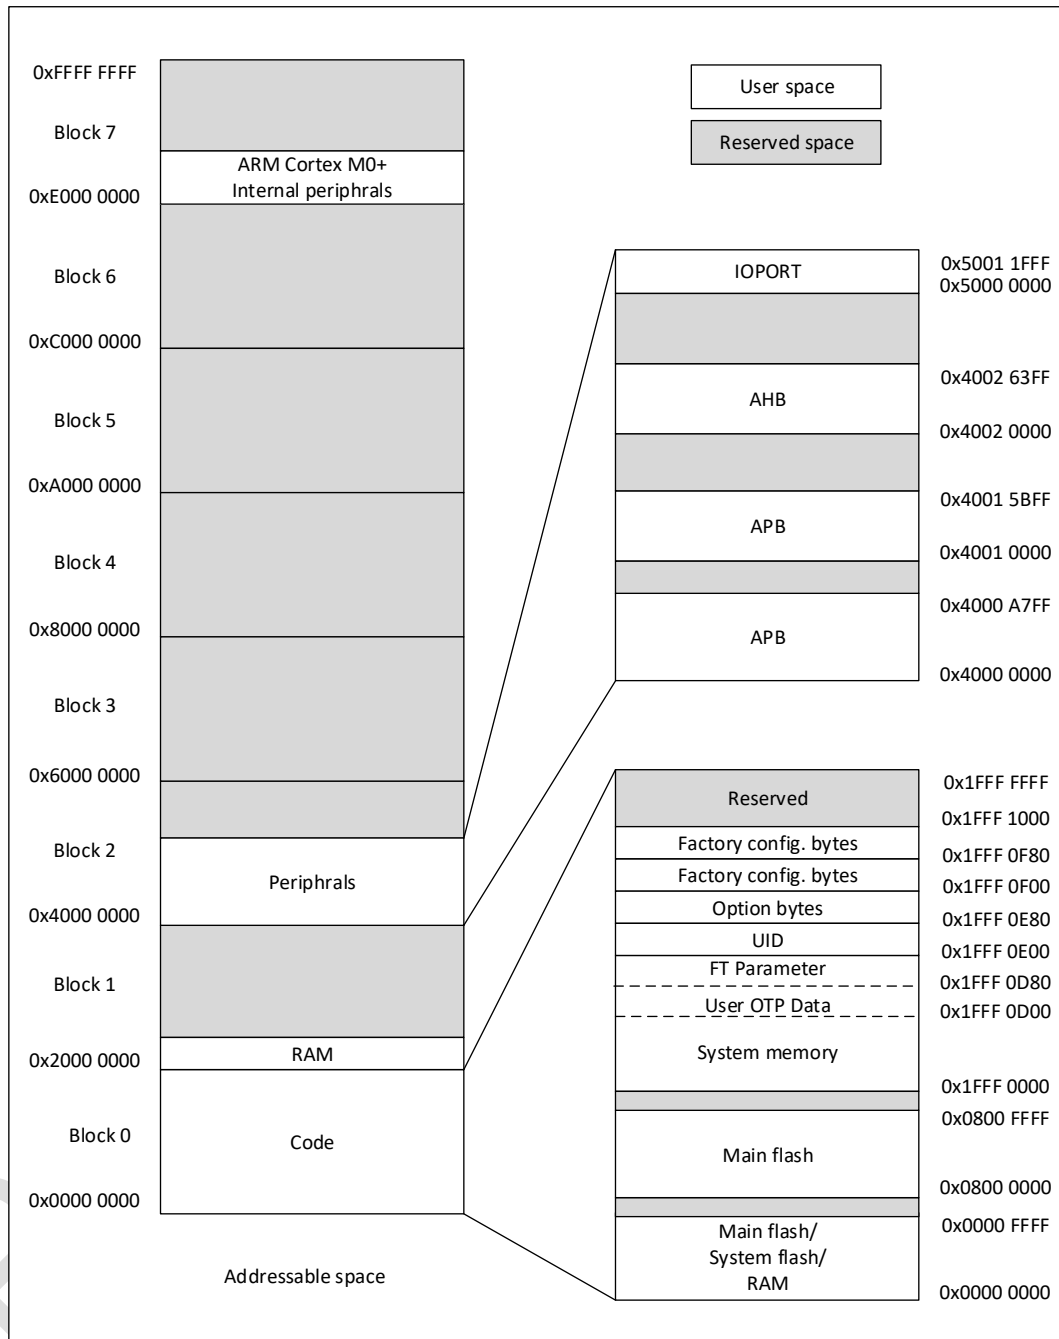 0xFFFF FFFF
Block 7
ARM Cortex M0+
Internal periphrals
0xE000 0000
Block 6
0xC000 0000
Block 5
0xA000 0000
Block 4
0x8000 0000
Block 3
0x6000 0000
Block 2
Periphrals
0x4000 0000
Block 1
RAM
0x2000 0000
Block 0
Code
0x0000 0000
Addressable space
User space
Reserved space
IOPORT
0x5001 1FFF
0x5000 0000
0x4002 63FF
AHB
0x4002 0000
0x4001 5BFF
APB
0x4001 0000
0x4000 A7FF
APB
0x4000 0000
0x1FFF FFFF
Reserved
0x1FFF 1000
Factory config. bytes
0x1FFF 0F80
Factory config. bytes
0x1FFF 0F00
Option bytes
0x1FFF 0E80
UID
0x1FFF 0E00
FT Parameter
0x1FFF 0D80
User OTP Data
0x1FFF 0D00
System memory
0x1FFF 0000
0x0800 FFFF
Main flash
0x0800 0000
0x0000 FFFF
Main flash/
System flash/
RAM
0x0000 0000